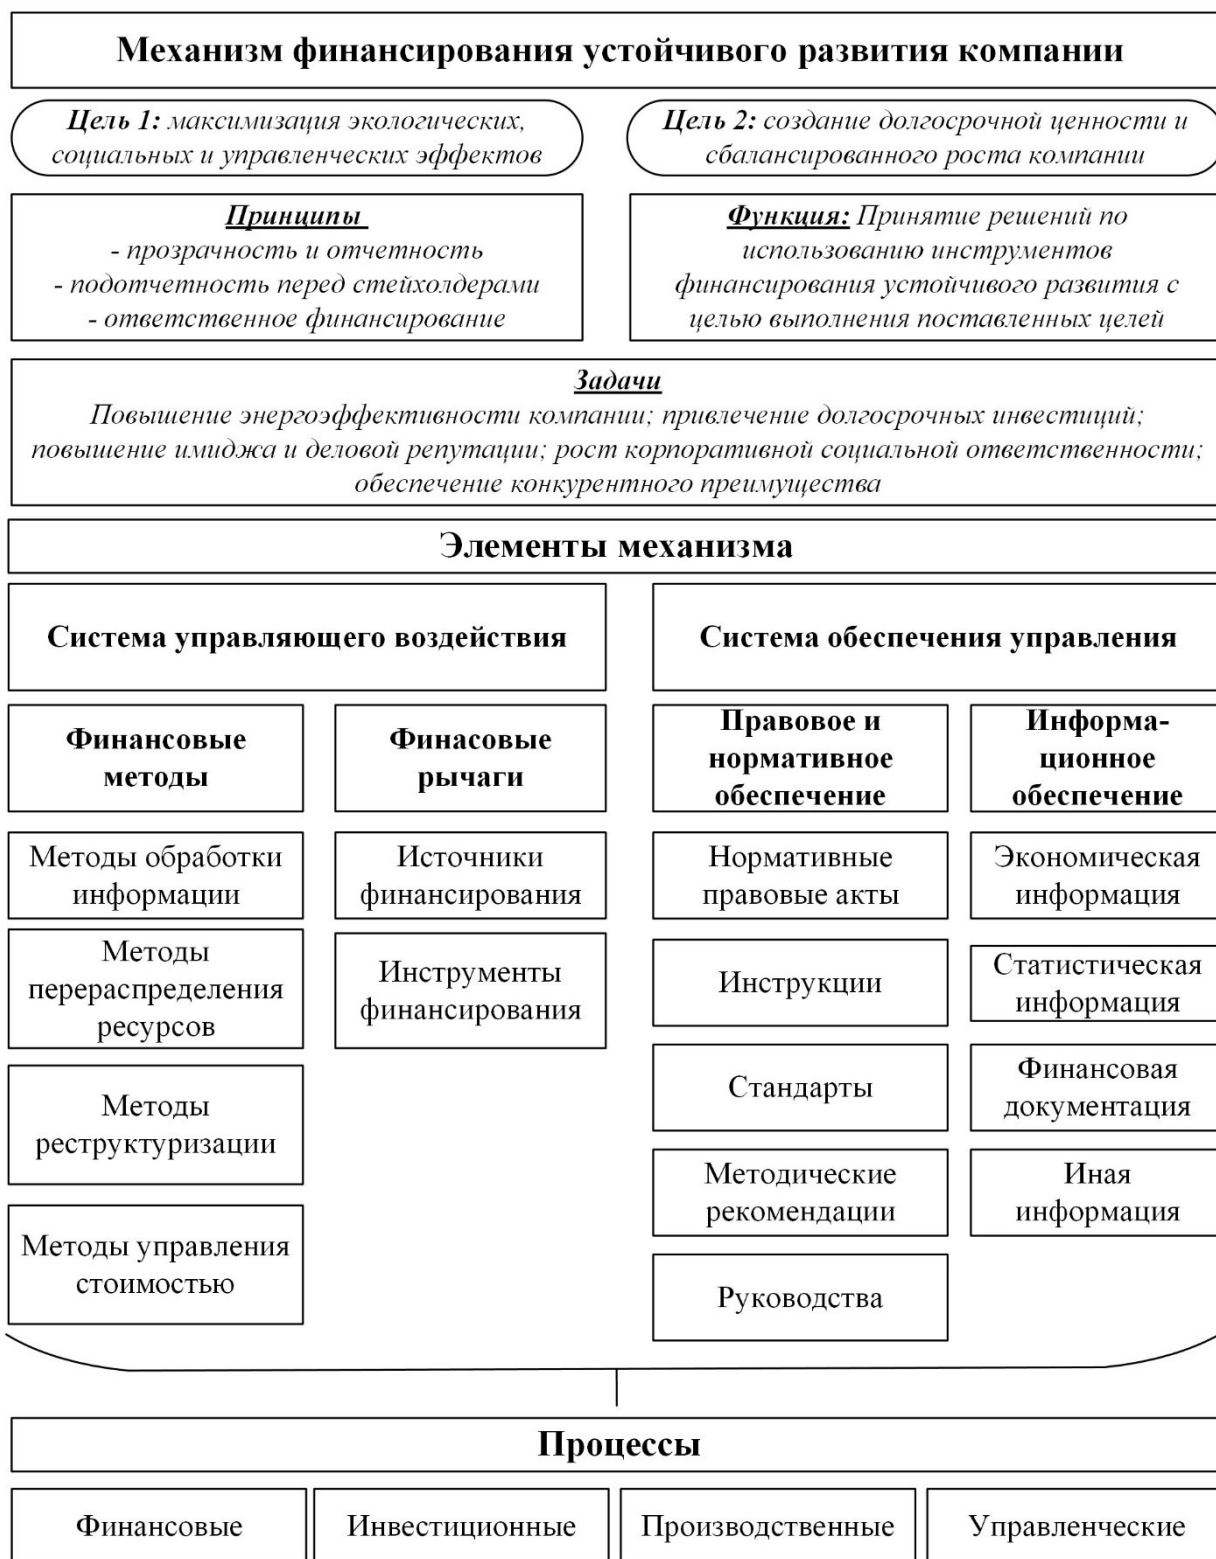 Механизм финансирования устойчивого развития компании
Цель 1: максимизация экологических,
социальных и управленческих эффектов
Цель 2: создание долгосрочной ценности и
сбалансированного роста компании
Принципы
- прозрачность и отчетность
- подотчетность перед стейхолдерами
- ответственное финансирование
Функция: Принятие решений по
использованию инструментов
финансирования устойчивого развития с
целью выполнения поставленных целей
Задачи
Повышение энергоэффективности компании; привлечение долгосрочных инвестиций;
повышение имиджа и деловой репутации; рост корпоративной социальной ответственности;
обеспечение конкурентного преимущества
Элементы механизма
Система управляющего воздействия
Система обеспечения управления
Финансовые
методы
Финасовые
рычаги
Правовое и
нормативное
обеспечение
Информа-
ционное
обеспечение
Методы обработки
информации
Источники
финансирования
Нормативные
правовые акты
Экономическая
информация
Методы
перераспределения
ресурсов
Инструменты
финансирования
Инструкции
Статистическая
информация
Методы
реструктуризации
Стандарты
Финансовая
документация
Методы управления
стоимостью
Методические
рекомендации
Иная
информация
Руководства
Процессы
Финансовые
Инвестиционные
Производственные
Управленческие